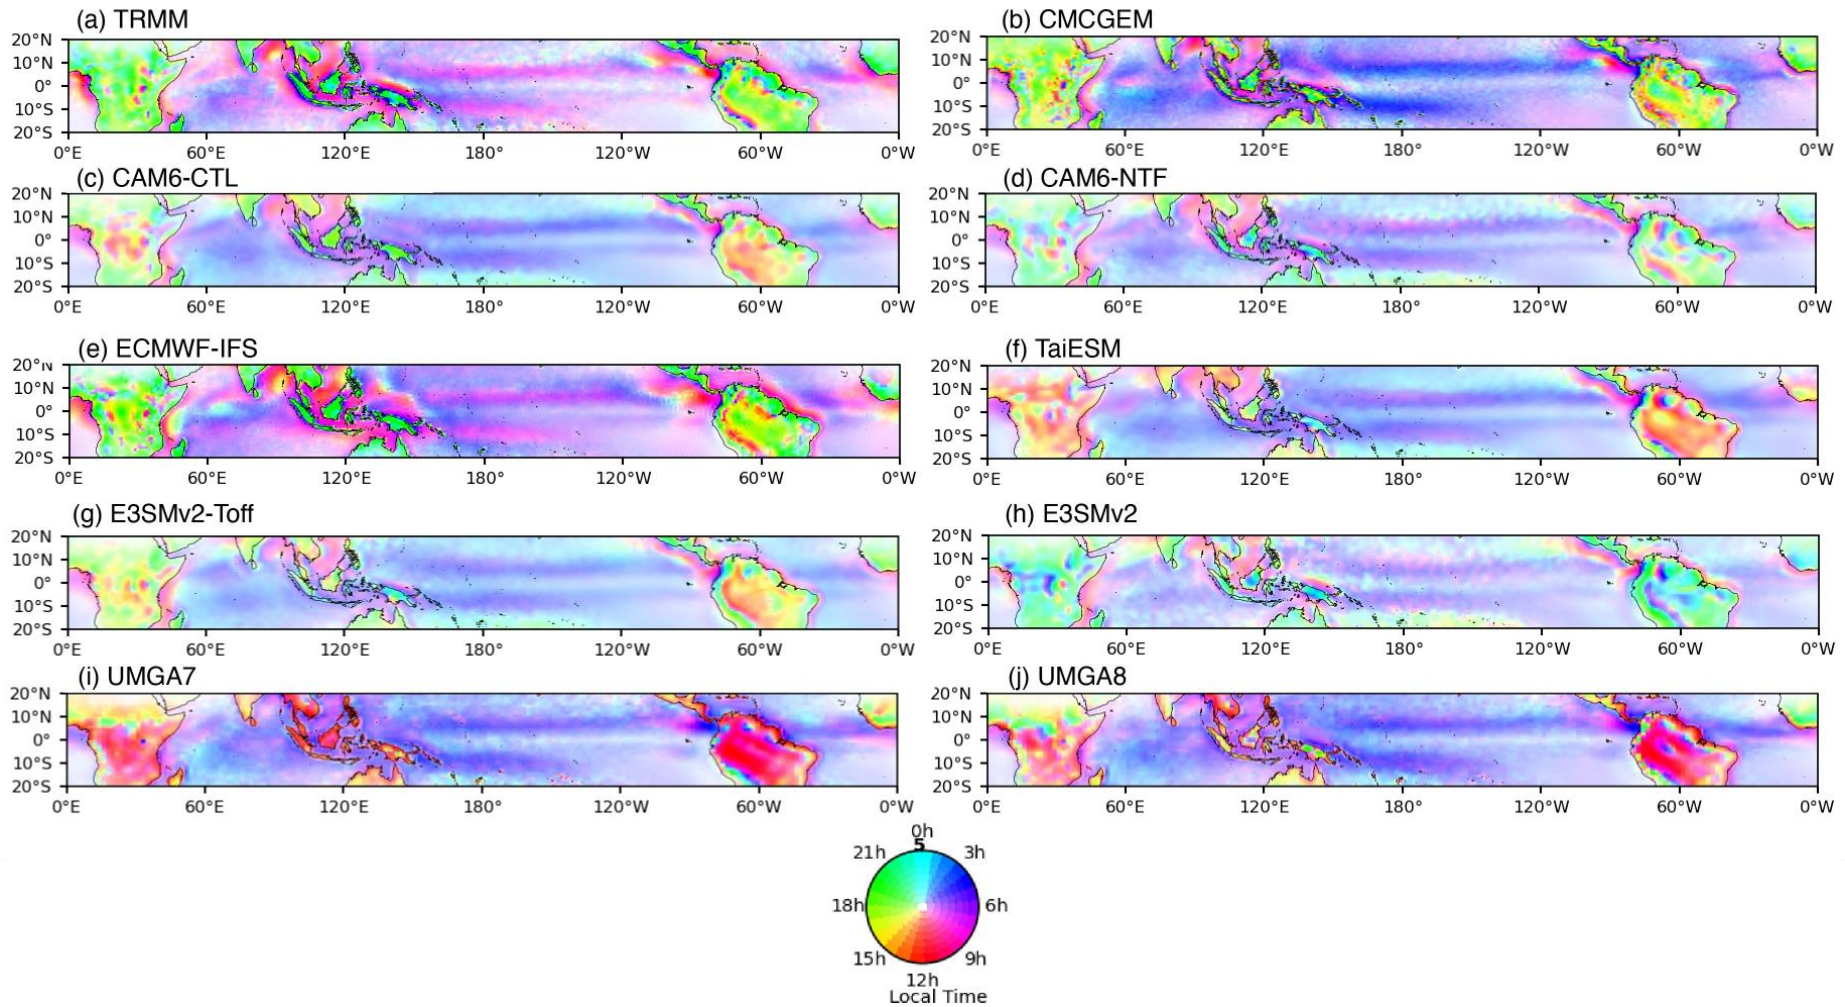 (a) TRMM
20°N
10°N
0°
10°S
20°S
0°E 60°E 120°E 180° 120°W 60°W 0°W
(b) CMCGEM
20°N
10°N
0°
10°S
20°S
0°E 60°E 120°E 180° 120°W 60°W 0°W
(c) CAM6-CTL
20°N
10°N
0°
10°S
20°S
0°E 60°E 120°E 180° 120°W 60°W 0°W
(d) CAM6-NTF
20°N
10°N
0°
10°S
20°S
0°E 60°E 120°E 180° 120°W 60°W 0°W
(e) ECMWF-IFS
20°N
10°N
0°
10°S
20°S
0°E 60°E 120°E 180° 120°W 60°W 0°W
(f) TaiESM
20°N
10°N
0°
10°S
20°S
0°E 60°E 120°E 180° 120°W 60°W 0°W
(g) E3SMv2-Toff
20°N
10°N
0°
10°S
20°S
0°E 60°E 120°E 180° 120°W 60°W 0°W
(h) E3SMv2
20°N
10°N
0°
10°S
20°S
0°E 60°E 120°E 180° 120°W 60°W 0°W
(i) UMGA7
20°N
10°N
0°
10°S
20°S
0°E 60°E 120°E 180° 120°W 60°W 0°W
(j) UMGA8
20°N
10°N
0°
10°S
20°S
0°E 60°E 120°E 180° 120°W 60°W 0°W
0h
5
21h 3h
18h 6h
15h 9h
12h
Local Time